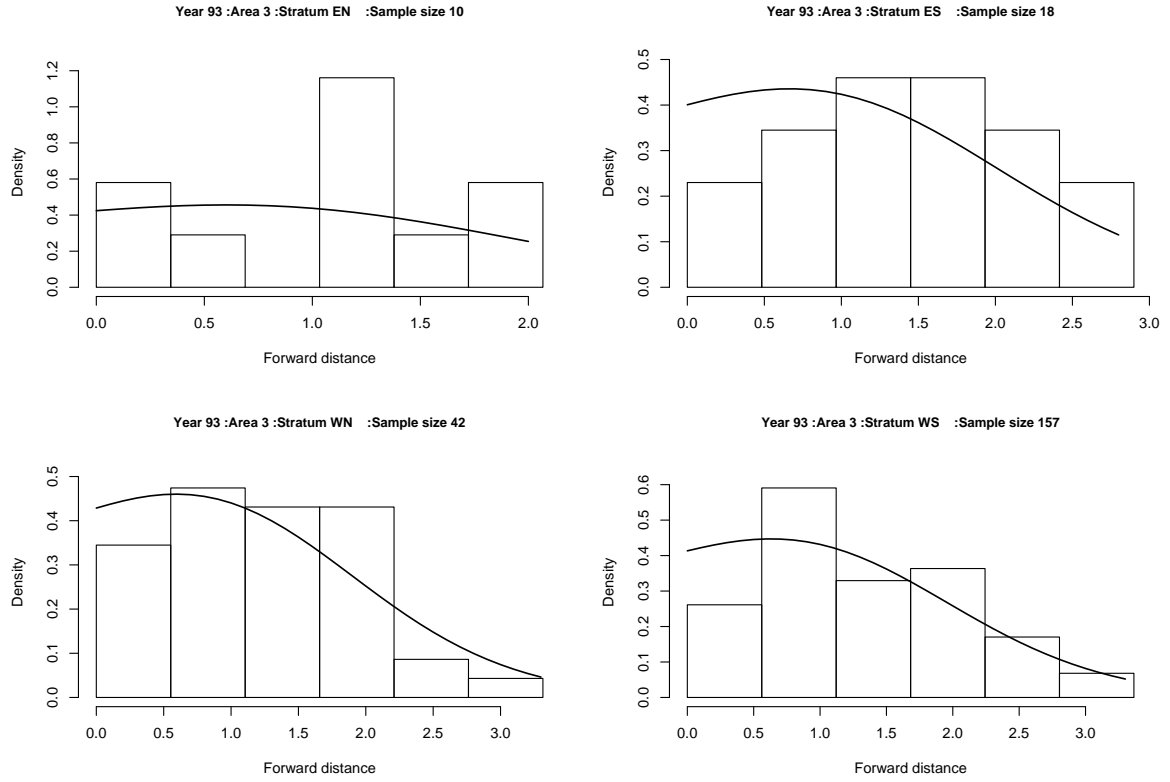 Year 93 :Area 3 :Stratum EN :Sample size 10
Density
0.0 0.2 0.4 0.6 0.8 1.0 1.2
0.0 0.5 1.0 1.5 2.0
Forward distance
Year 93 :Area 3 :Stratum ES :Sample size 18
Density
0.0 0.1 0.2 0.3 0.4 0.5
0.0 0.5 1.0 1.5 2.0 2.5 3.0
Forward distance
Year 93 :Area 3 :Stratum WN :Sample size 42
Density
0.0 0.1 0.2 0.3 0.4 0.5
0.0 0.5 1.0 1.5 2.0 2.5 3.0
Forward distance
Year 93 :Area 3 :Stratum WS :Sample size 157
Density
0.0 0.1 0.2 0.3 0.4 0.5 0.6
0.0 0.5 1.0 1.5 2.0 2.5 3.0
Forward distance